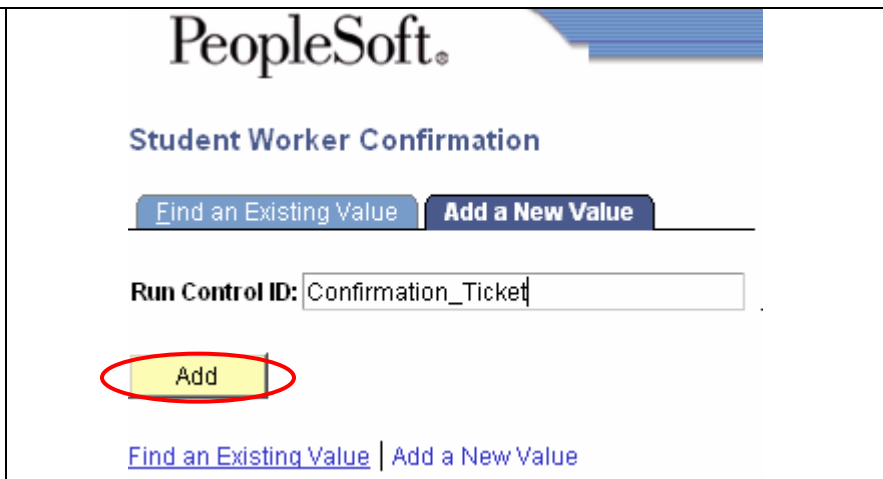 PeopleSoft®
Student Worker Confirmation
Find an Existing Value Add a New Value
Run Control ID: Confirmation_Ticket
Add
Find an Existing Value | Add a New Value